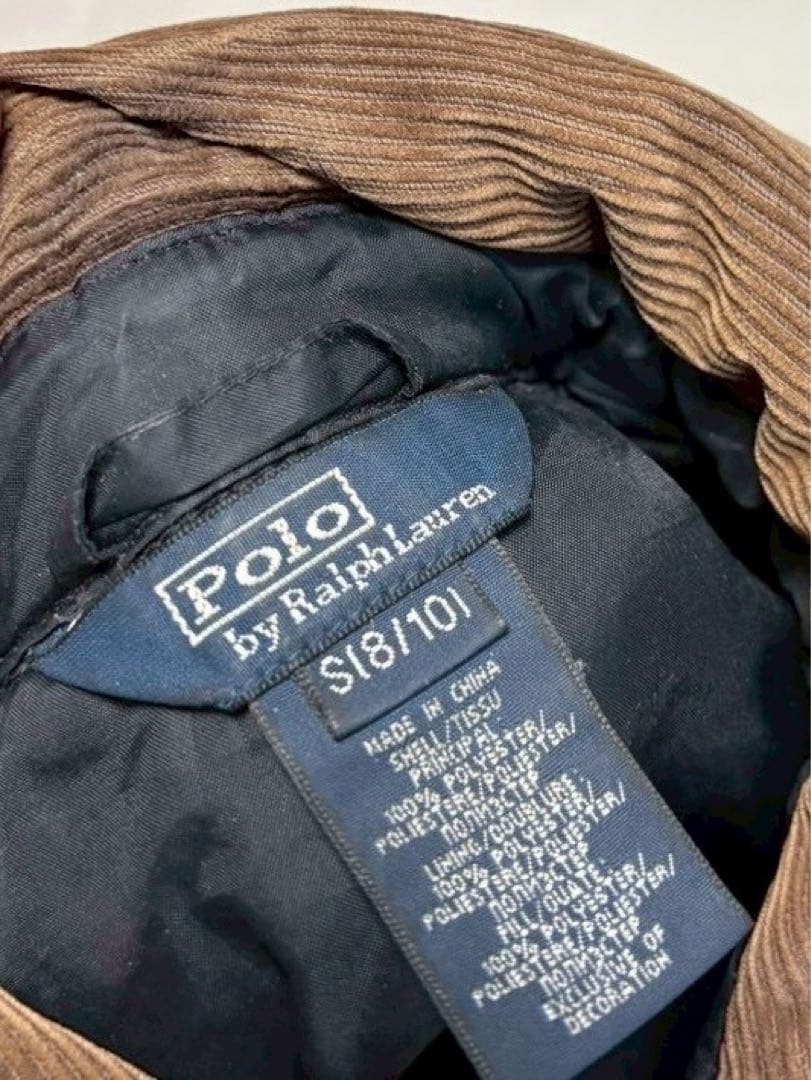 Polo
by Ralph Lauren
S(8/10)
MADE IN CHINA
SHELL/TISSU
PRINCIPAL:
100% POLYESTER/
POLIESTERE/POLIESTER/
ПОЛИЭСТЕР
LINING/DOUBLURE:
100% POLYESTER/
POLIESTERE/POLIESTER/
ПОЛИЭСТЕР
FILL/OUATE:
100% POLYESTER/
POLIESTERE/POLIESTER/
ПОЛИЭСТЕР
EXCLUSIVE OF
DECORATION